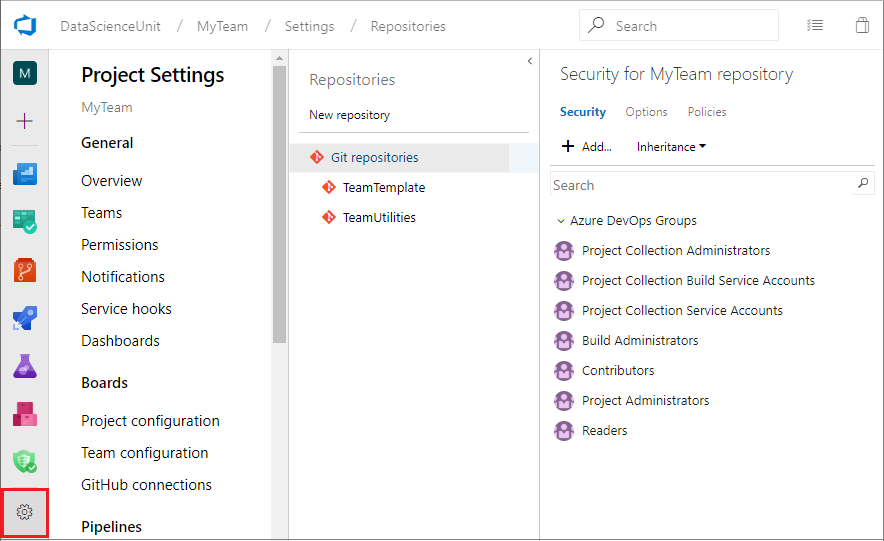 DataScienceUnit / MyTeam / Settings / Repositories
Search
M
Project Settings
MyTeam
General
Overview
Teams
Permissions
Notifications
Service hooks
Dashboards
Boards
Project configuration
Team configuration
GitHub connections
Pipelines
Repositories
New repository
Git repositories
TeamTemplate
TeamUtilities
Security for MyTeam repository
Security Options Policies
+ Add... Inheritance
Search
Azure DevOps Groups
Project Collection Administrators
Project Collection Build Service Accounts
Project Collection Service Accounts
Build Administrators
Contributors
Project Administrators
Readers